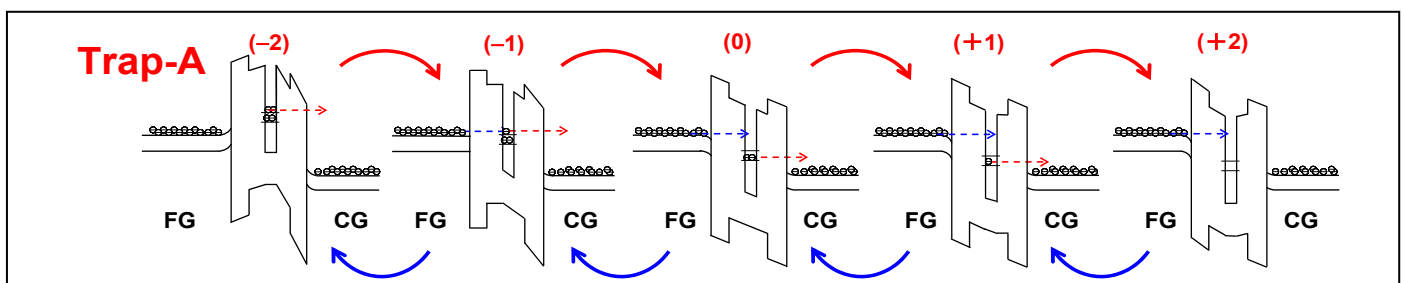 Trap-A
(−2) (−1) (0) (+1) (+2)
FG CG FG CG FG CG FG CG FG CG